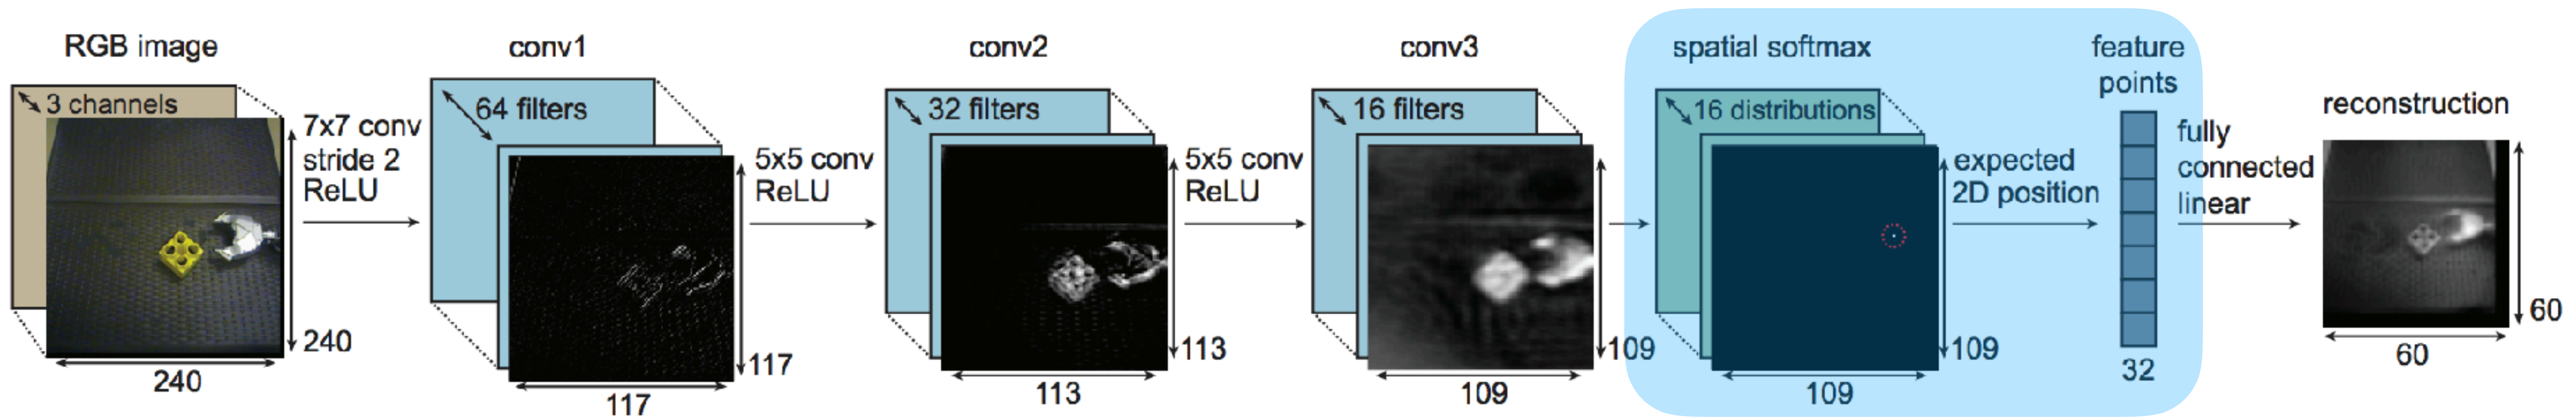 RGB image
3 channels
240
240
7x7 conv
stride 2
ReLU
conv1
64 filters
117
117
5x5 conv
ReLU
conv2
32 filters
113
113
5x5 conv
ReLU
conv3
16 filters
109
109
spatial softmax
16 distributions
109
109
expected
2D position
feature
points
32
fully
connected
linear
reconstruction
60
60